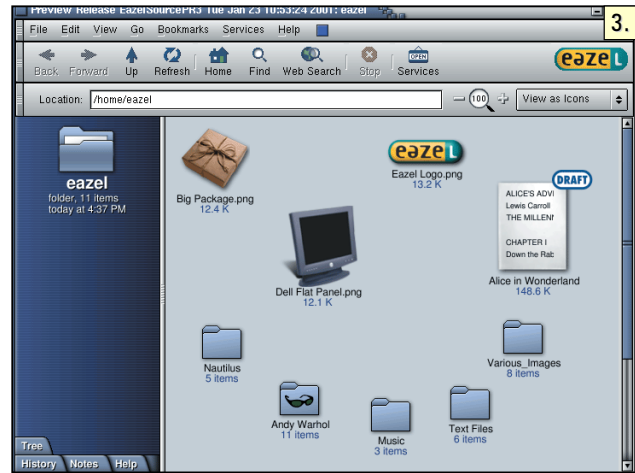 Preview Release EazelSourcePR3 Tue Jan 23 10:53:24 2001: eazel
3.
File Edit View Go Bookmarks Services Help
Back Forward Up Refresh Home Find Web Search Stop Services
OPEN
eazel
Location: /home/eazel
100
View as Icons
eazel
folder, 11 items
today at 4:37 PM
Big Package.png
12.4 K
eazel
Eazel Logo.png
13.2 K
Dell Flat Panel.png
12.1 K
DRAFT
ALICE'S ADVI
Lewis Carroll
THE MILLENI
CHAPTER I
Down the Rab
Alice in Wonderland
148.6 K
Nautilus
5 items
Various_Images
8 items
Andy Warhol
11 items
Music
3 items
Text Files
6 items
Tree
History Notes Help